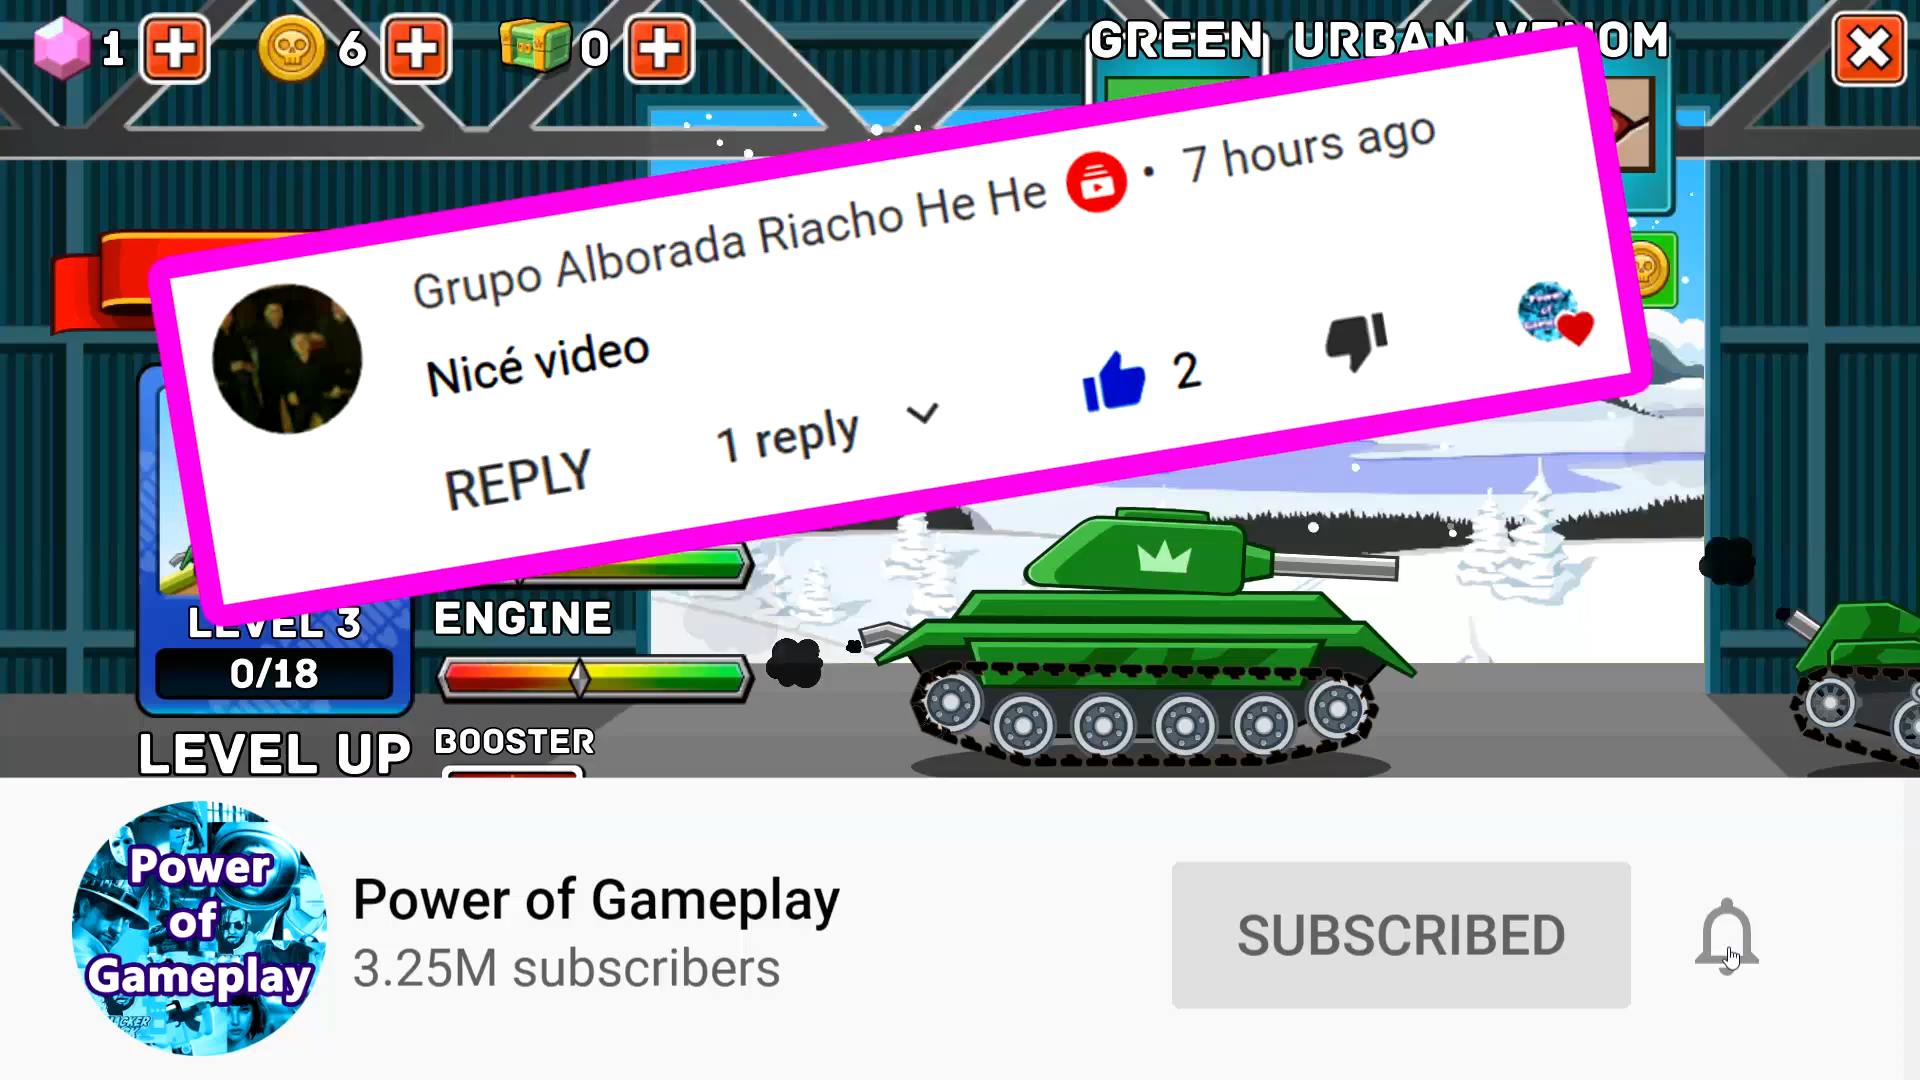 1
6
0
GREEN URBAN VENOM
Grupo Alborada Riacho He He • 7 hours ago
Nicé video
REPLY
1 reply
2
LEVEL 3
0/18
LEVEL UP
ENGINE
BOOSTER
Power
of
Gameplay
Power of Gameplay
3.25M subscribers
SUBSCRIBED